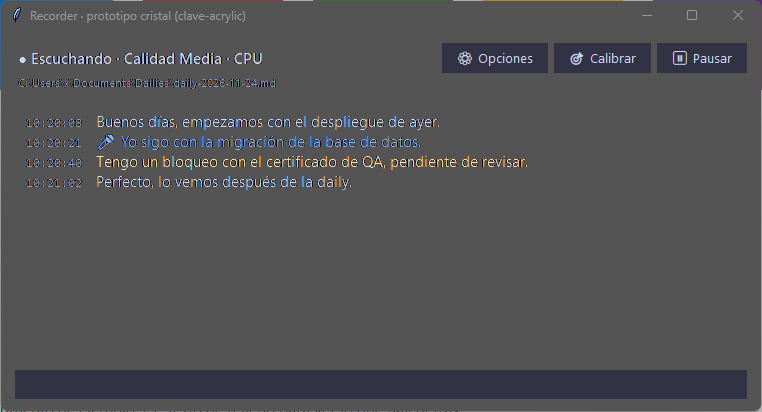 Recorder · prototipo cristal (clave-acrylic)
● Escuchando · Calidad Media · CPU
Opciones
Calibrar
Pausar
C:\Users\x\Documents\Dailies\daily-2026-11-24.md
10:20:08 Buenos días, empezamos con el despliegue de ayer.
10:20:21 🎤 Yo sigo con la migración de la base de datos.
10:20:40 Tengo un bloqueo con el certificado de QA, pendiente de revisar.
10:21:02 Perfecto, lo vemos después de la daily.